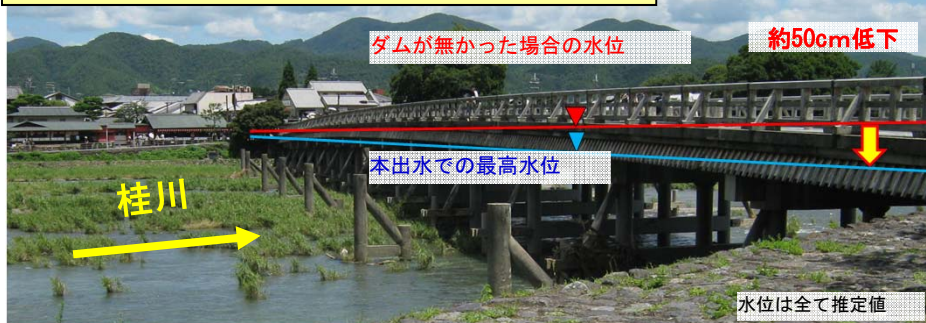 ダムが無かった場合の水位
約50cm低下
本出水での最高水位
桂川
水位は全て推定値